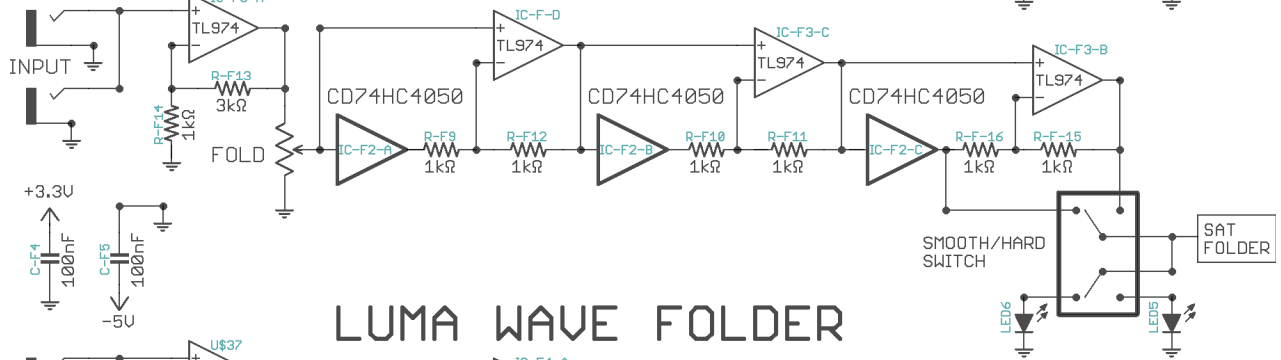 IC-F-D
IC-F3-C
IC-F3-B
TL974
TL974
TL974
TL974
INPUT
R-F13
3kΩ
R-F14
1kΩ
CD74HC4050
CD74HC4050
CD74HC4050
FOLD
IC-F2-A
R-F9
1kΩ
R-F12
1kΩ
IC-F2-B
R-F10
1kΩ
R-F11
1kΩ
IC-F2-C
R-F-16
1kΩ
R-F-15
1kΩ
+3.3V
C-F4
100nF
C-F5
100nF
-5V
SMOOTH/HARD
SWITCH
SAT
FOLDER
LED6
LED5
LUMA WAVE FOLDER
U$37